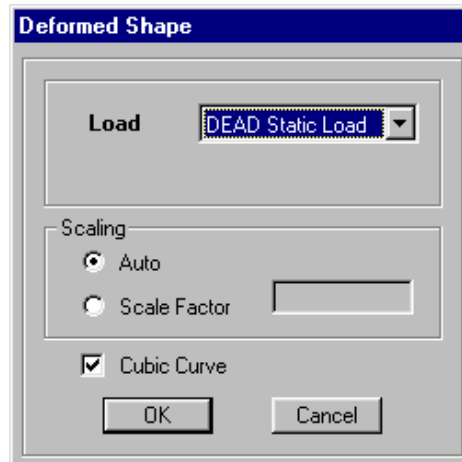 Deformed Shape
Load DEAD Static Load
Scaling
Auto
Scale Factor
Cubic Curve
OK Cancel